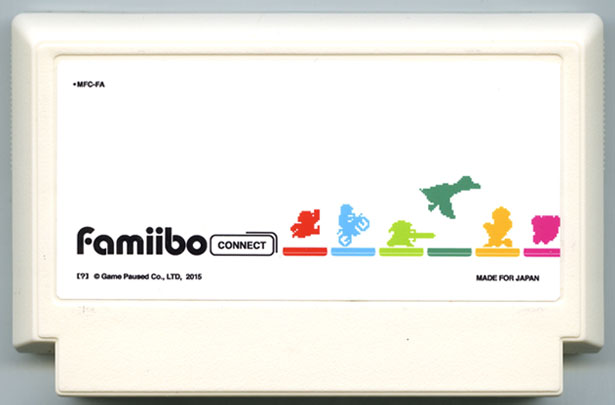 •MFC-FA
Famiibo CONNECT
[?] © Game Paused Co., LTD, 2015
MADE FOR JAPAN